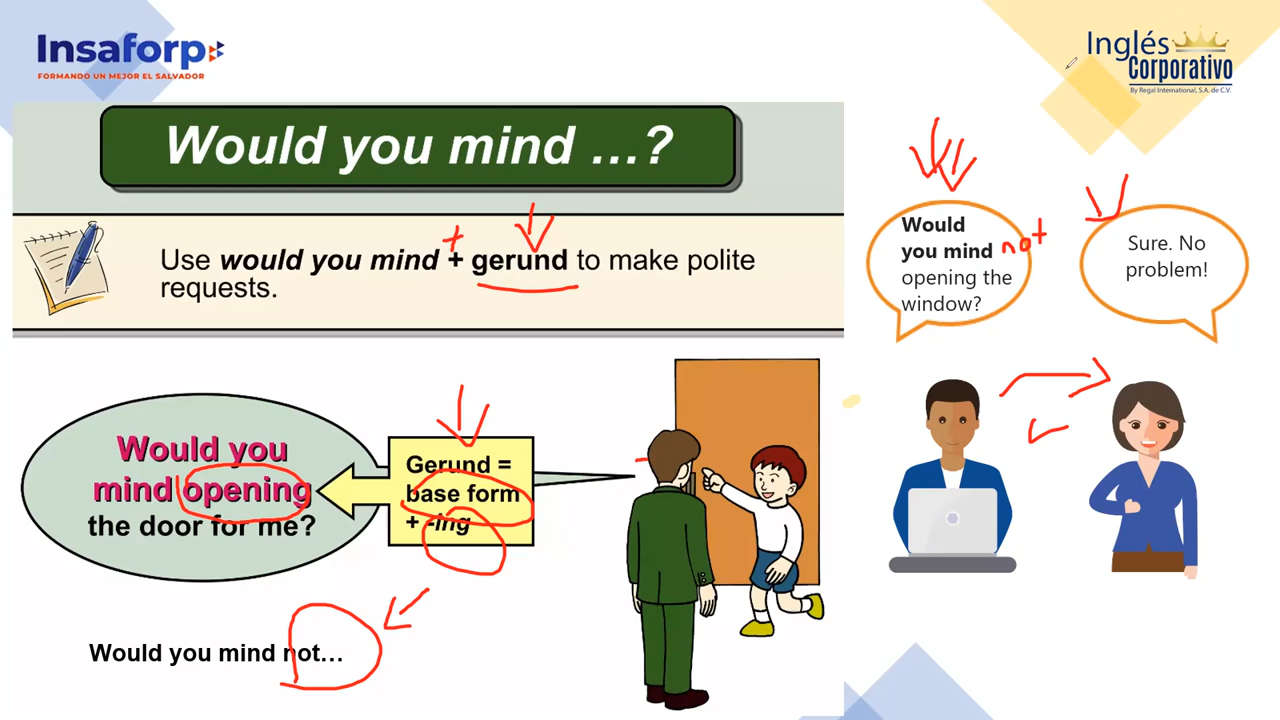 Insaforp
FORMANDO UN MEJOR EL SALVADOR
Inglés
Corporativo
By Regal International, S.A. de C.V.
Would you mind ...?
Use would you mind + gerund to make polite
requests.
+
Would you
mind opening
the door for me?
Gerund =
base form
+ -ing
Would you mind not...
Would
you mind not
opening the
window?
Sure. No
problem!